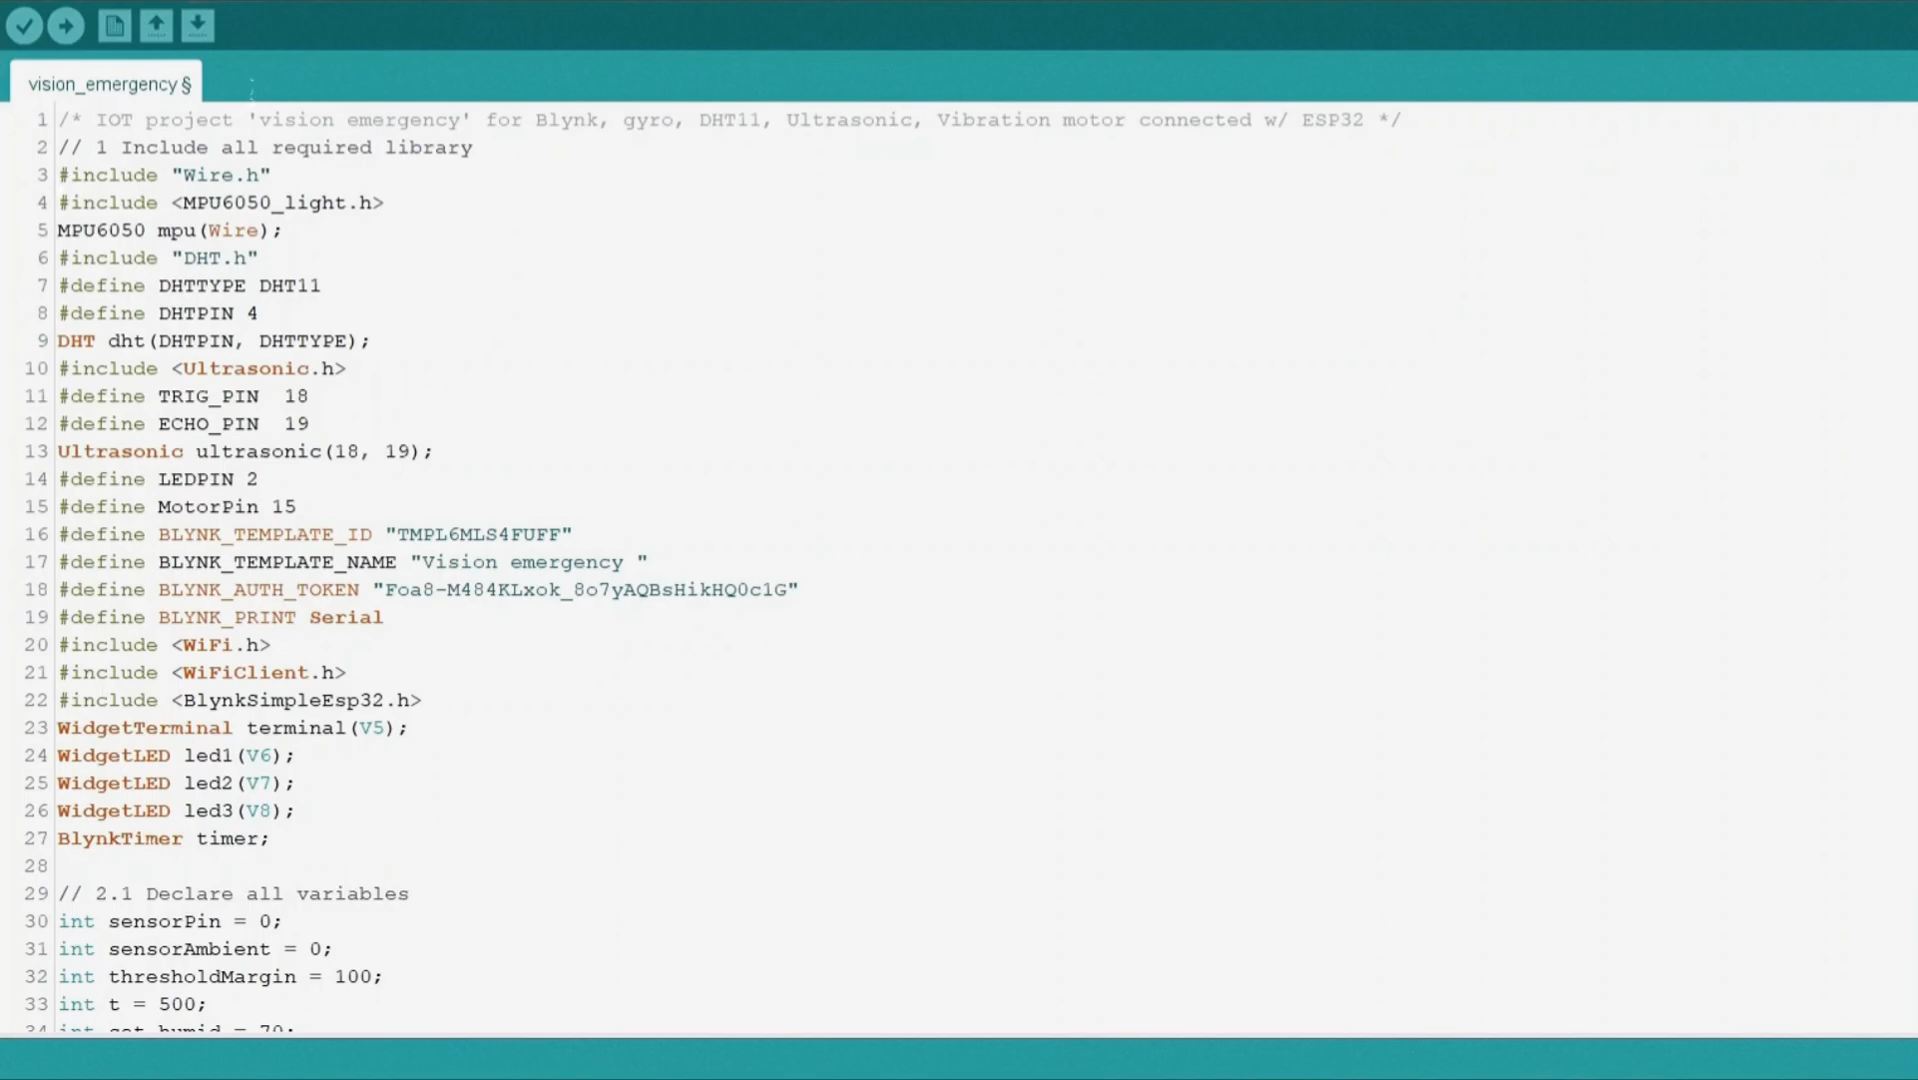 vision_emergency §
1 /* IOT project 'vision emergency' for Blynk, gyro, DHT11, Ultrasonic, Vibration motor connected w/ ESP32 */
2 // 1 Include all required library
3 #include "Wire.h"
4 #include <MPU6050_light.h>
5 MPU6050 mpu(Wire);
6 #include "DHT.h"
7 #define DHTTYPE DHT11
8 #define DHTPIN 4
9 DHT dht(DHTPIN, DHTTYPE);
10 #include <Ultrasonic.h>
11 #define TRIG_PIN  18
12 #define ECHO_PIN  19
13 Ultrasonic ultrasonic(18, 19);
14 #define LEDPIN 2
15 #define MotorPin 15
16 #define BLYNK_TEMPLATE_ID "TMPL6MLS4FUFF"
17 #define BLYNK_TEMPLATE_NAME "Vision emergency "
18 #define BLYNK_AUTH_TOKEN "Foa8-M484KLxok_8o7yAQBsHikHQ0c1G"
19 #define BLYNK_PRINT Serial
20 #include <WiFi.h>
21 #include <WiFiClient.h>
22 #include <BlynkSimpleEsp32.h>
23 WidgetTerminal terminal(V5);
24 WidgetLED led1(V6);
25 WidgetLED led2(V7);
26 WidgetLED led3(V8);
27 BlynkTimer timer;
28
29 // 2.1 Declare all variables
30 int sensorPin = 0;
31 int sensorAmbient = 0;
32 int thresholdMargin = 100;
33 int t = 500;
34 int set_humid = 70;